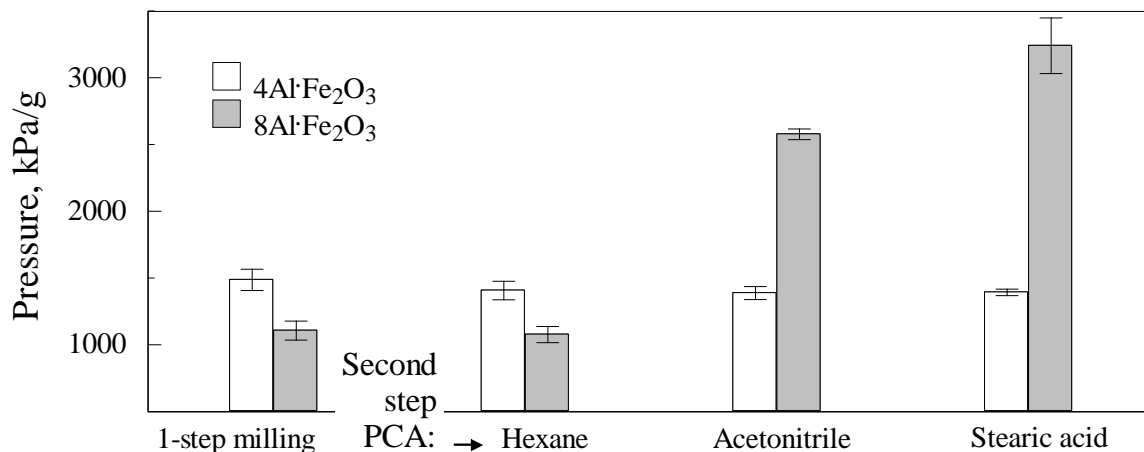 Pressure, kPa/g
3000
2000
1000
4Al·Fe₂O₃
8Al·Fe₂O₃
1-step milling
Second
step
PCA: → Hexane
Acetonitrile
Stearic acid